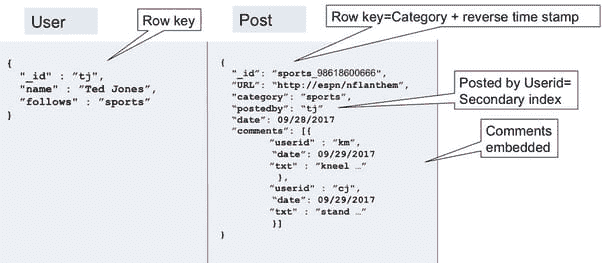 User
Row key
{
"_id" : "tj",
"name" : "Ted Jones",
"follows" : "sports"
}
Post
Row key=Category + reverse time stamp
{
"_id": "sports_98618600666",
"URL": "http://espn/nflanthem",
"category": "sports",
"postedby": "tj"
"date": 09/28/2017
"comments": [{
"userid" : "km",
"date": 09/29/2017
"txt" : "kneel …"
},
"userid" : "cj",
"date": 09/29/2017
"txt" : "stand …"
}]
}
Posted by Userid=
Secondary index
Comments
embedded